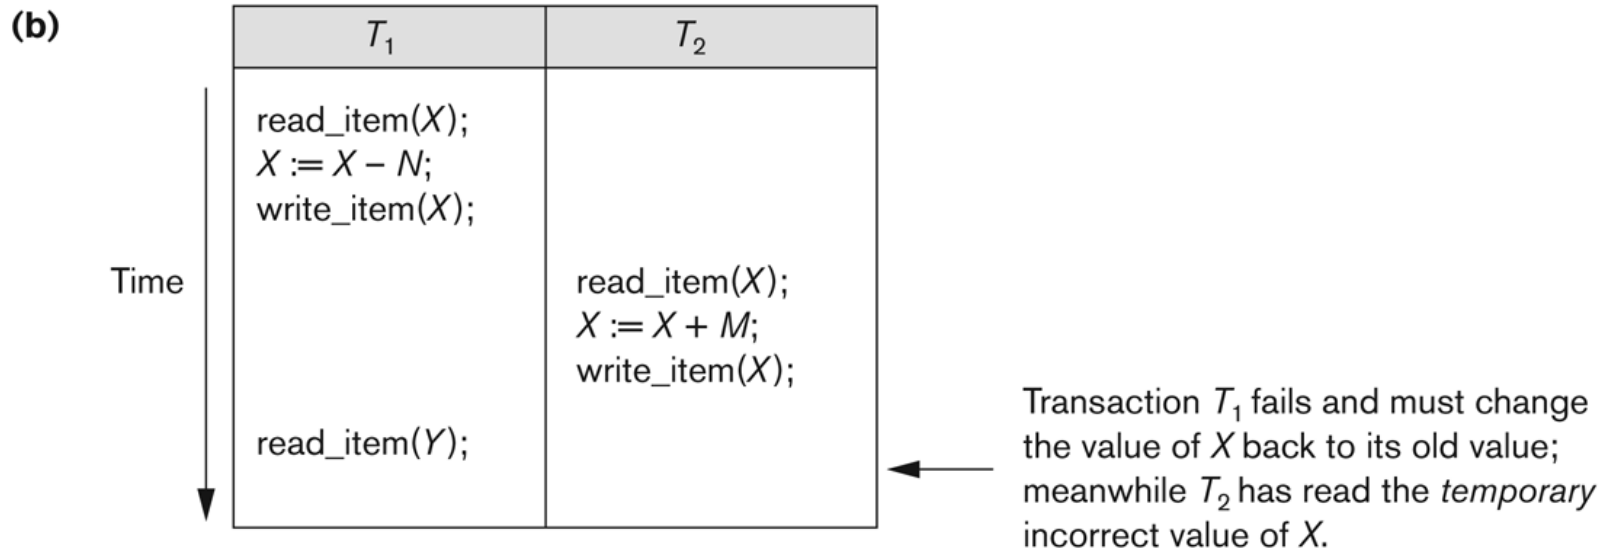 (b)
T1 T2
read_item(X);
X := X – N;
write_item(X);
Time
read_item(X);
X := X + M;
write_item(X);
read_item(Y);
Transaction T1 fails and must change
the value of X back to its old value;
meanwhile T2 has read the temporary
incorrect value of X.